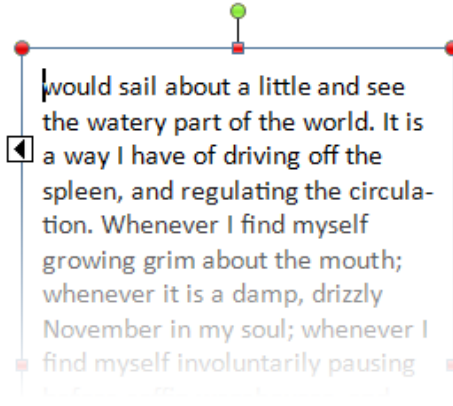 would sail about a little and see
the watery part of the world. It is
a way I have of driving off the
spleen, and regulating the circula-
tion. Whenever I find myself
growing grim about the mouth;
whenever it is a damp, drizzly
November in my soul; whenever I
find myself involuntarily pausing